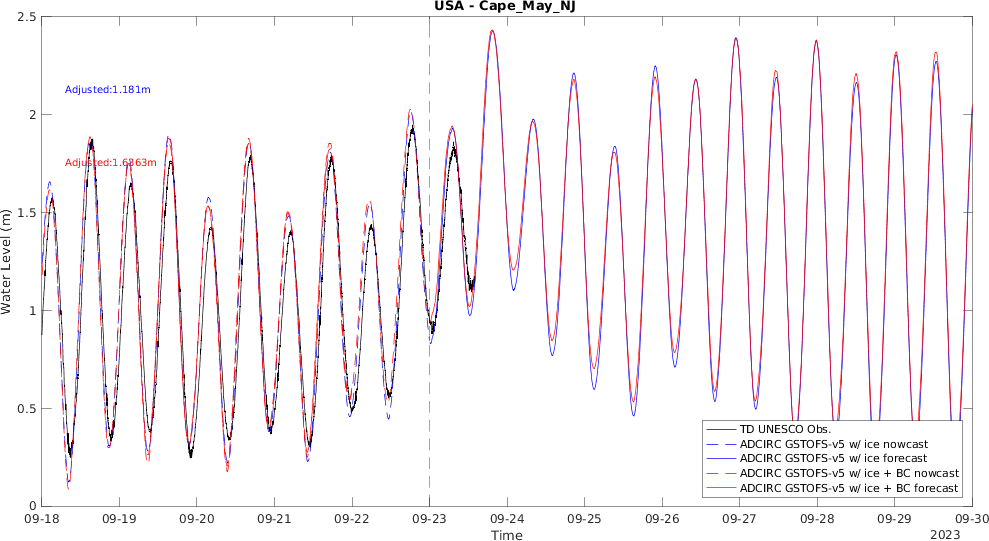 USA - Cape_May_NJ
2.5
Adjusted:1.181m
2
Adjusted:1.6863m
1.5
Water Level (m)
1
0.5
TD UNESCO Obs.
ADCIRC GSTOFS-v5 w/ ice nowcast
ADCIRC GSTOFS-v5 w/ ice forecast
ADCIRC GSTOFS-v5 w/ ice + BC nowcast
ADCIRC GSTOFS-v5 w/ ice + BC forecast
0
09-18 09-19 09-20 09-21 09-22 09-23 09-24 09-25 09-26 09-27 09-28 09-29 09-30
Time
2023